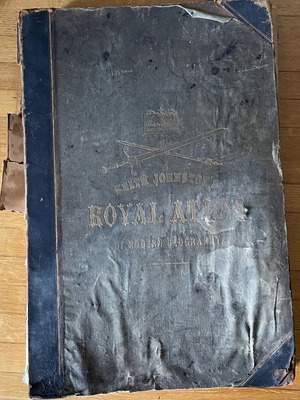 KEITH JOHNSTON'S
ROYAL ATLAS
OF MODERN GEOGRAPHY